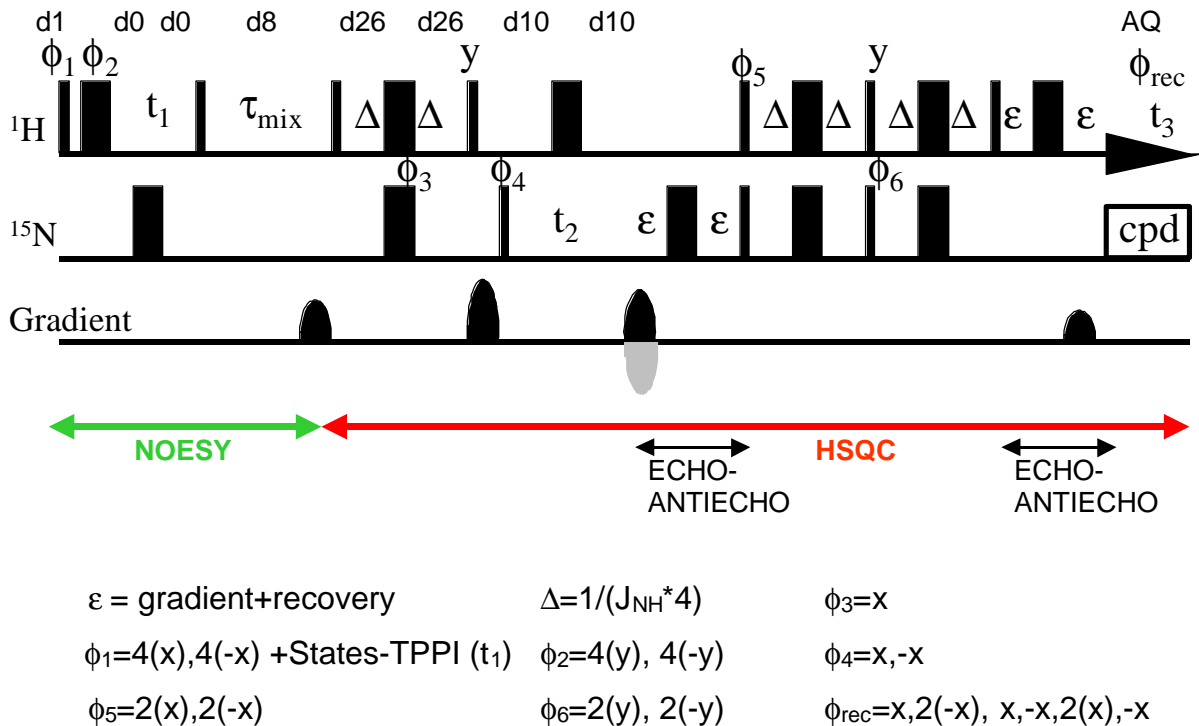 d1 d0 d0 d8 d26 d26 d10 d10 AQ
ϕ1 ϕ2 y ϕ5 y ϕrec
1H t1 τmix Δ Δ Δ Δ Δ Δ ε ε t3
ϕ3 ϕ4 ϕ6
15N t2 ε ε cpd
Gradient
NOESY HSQC
ECHO- ECHO-
ANTIECHO ANTIECHO
ε = gradient+recovery Δ=1/(JNH*4) ϕ3=x
ϕ1=4(x),4(-x) +States-TPPI (t1) ϕ2=4(y), 4(-y) ϕ4=x,-x
ϕ5=2(x),2(-x) ϕ6=2(y), 2(-y) ϕrec=x,2(-x), x,-x,2(x),-x